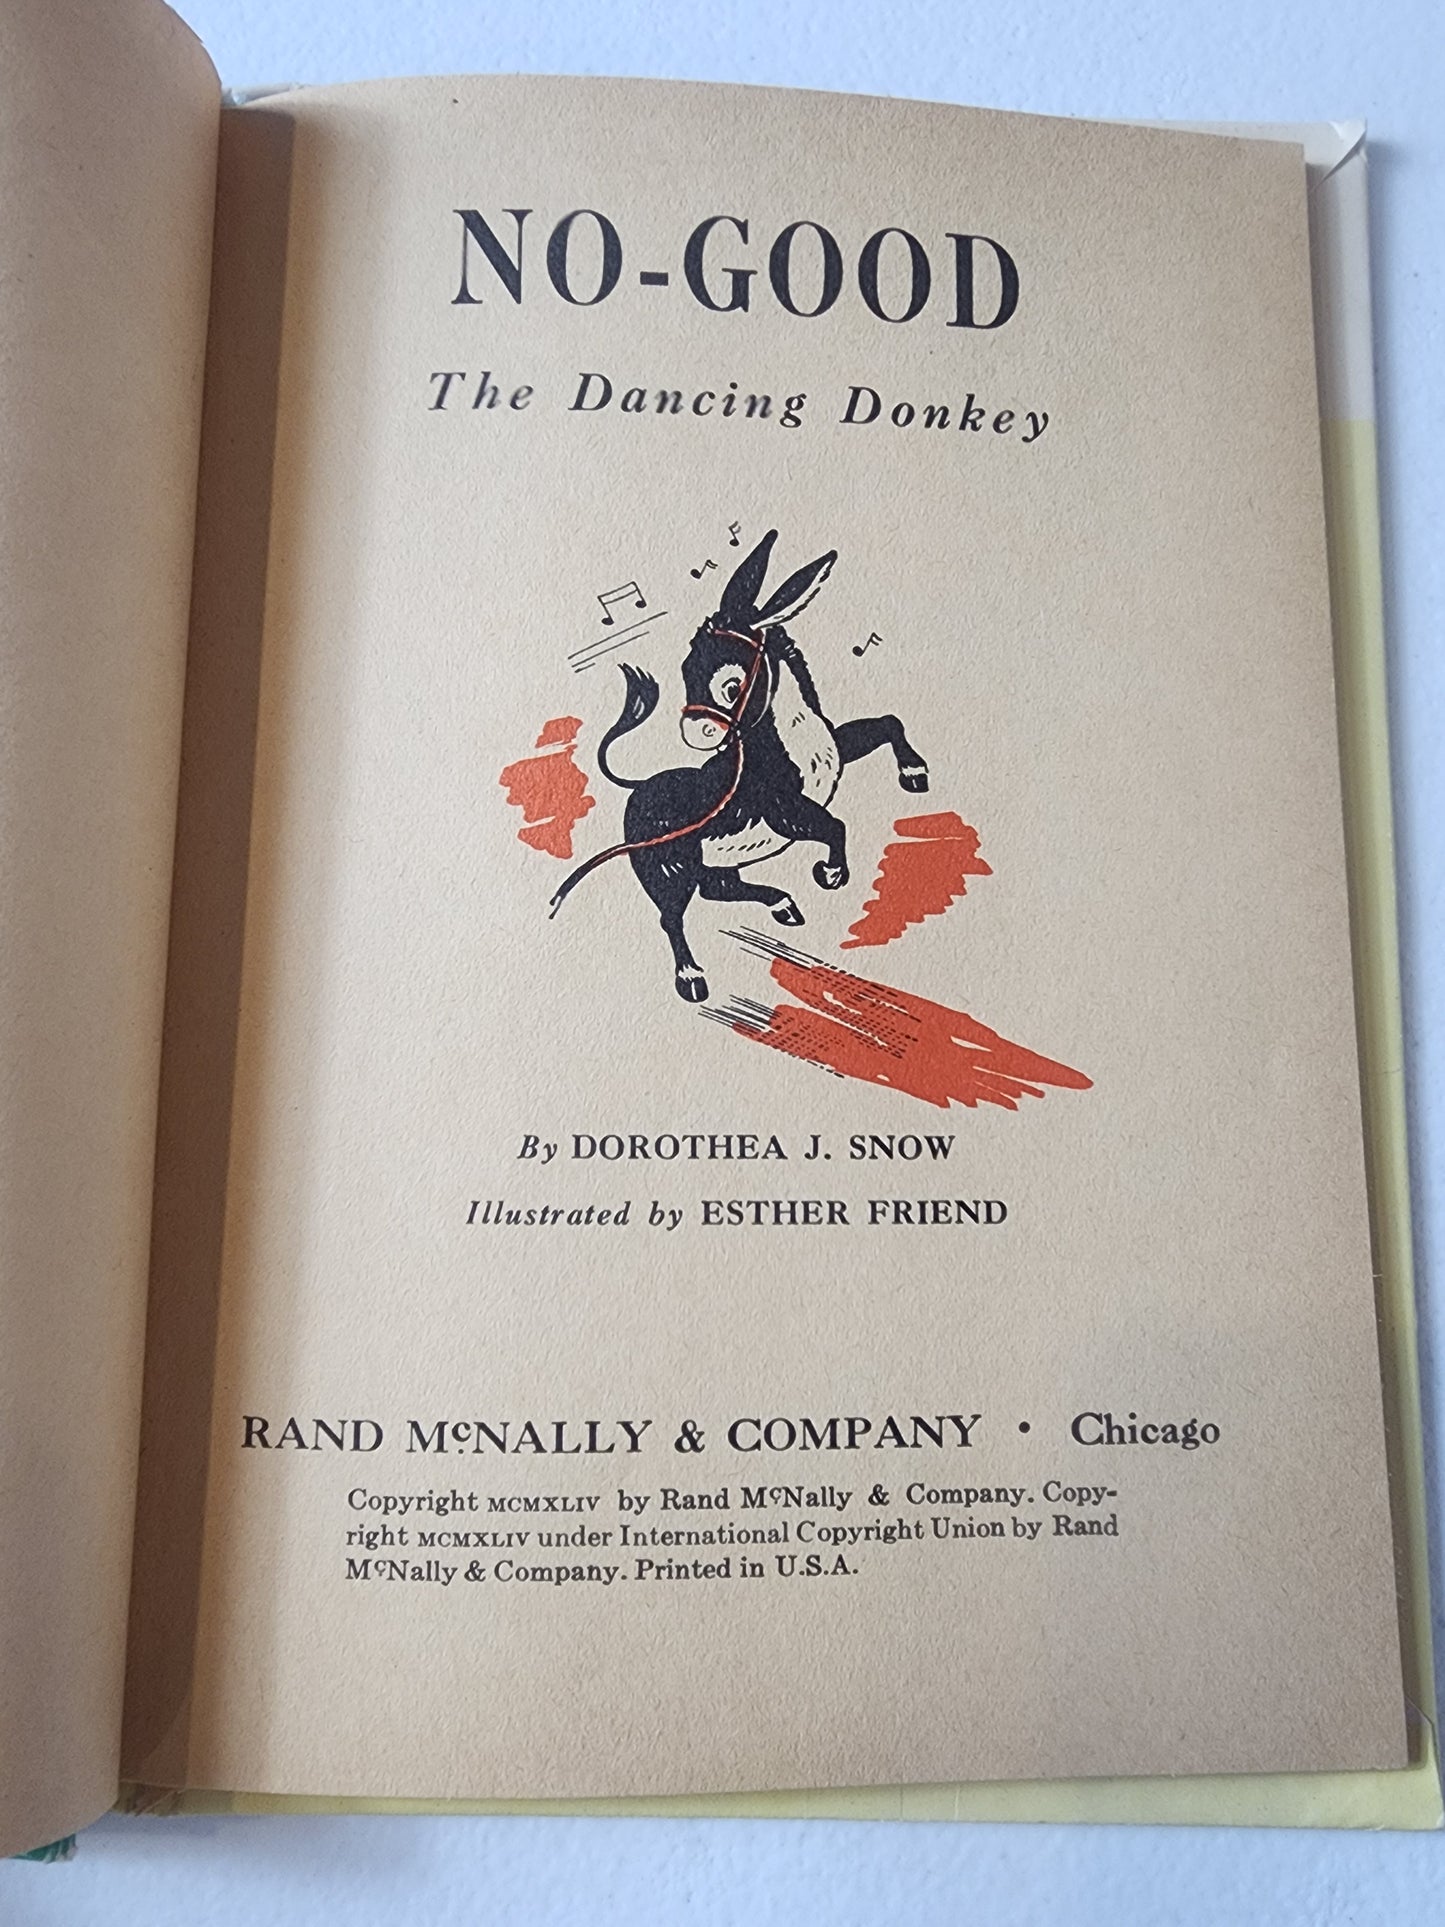 NO-GOOD
The Dancing Donkey
By DOROTHEA J. SNOW
Illustrated by ESTHER FRIEND
RAND McNALLY & COMPANY • Chicago
Copyright MCMXLIV by Rand McNally & Company. Copy-
right MCMXLIV under International Copyright Union by Rand
McNally & Company. Printed in U.S.A.